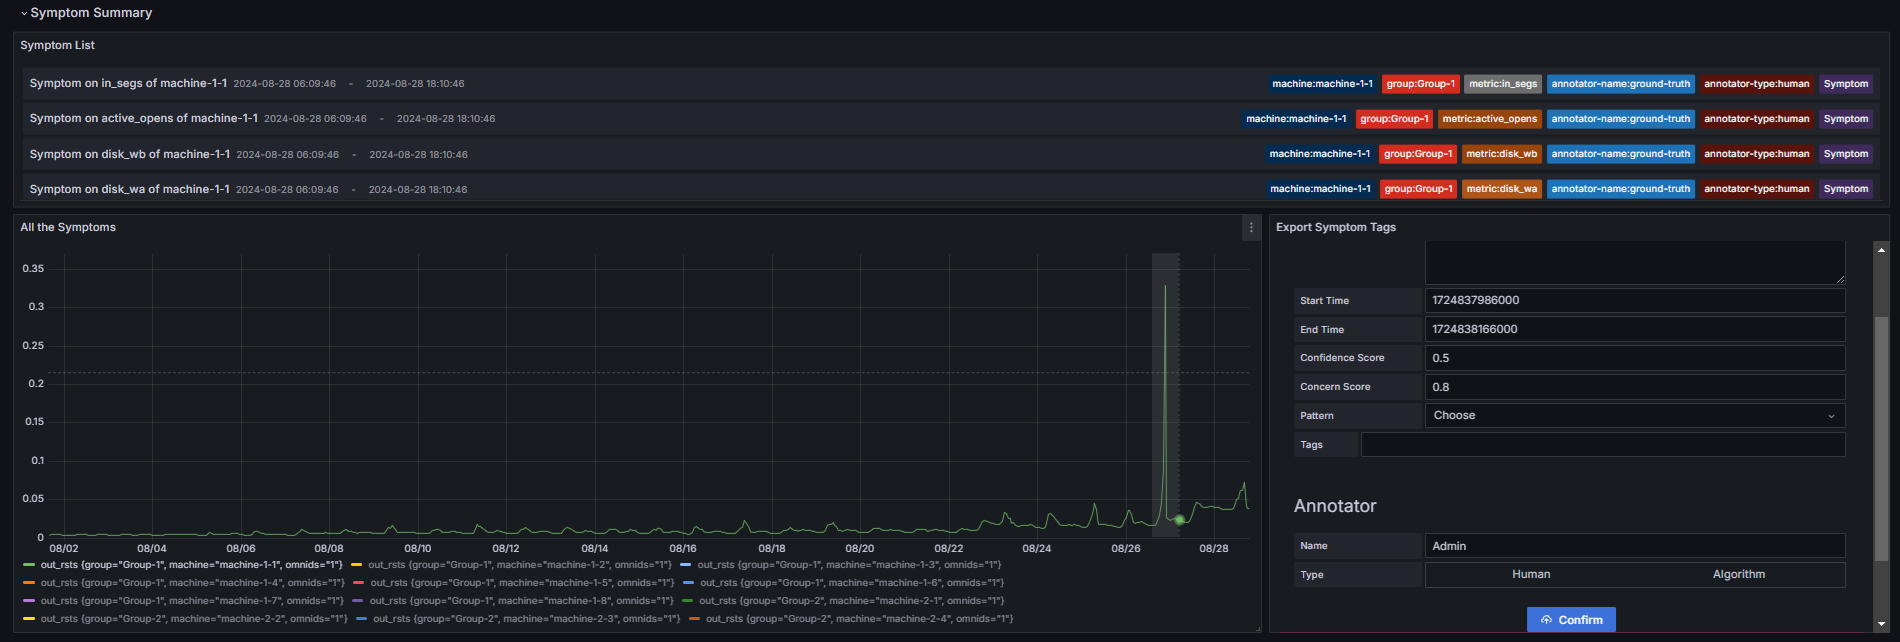 Symptom Summary
Symptom List
Symptom on in_segs of machine-1-1 2024-08-28 06:09:46 - 2024-08-28 18:10:46 machine:machine-1-1 group:Group-1 metric:in_segs annotator-name:ground-truth annotator-type:human Symptom
Symptom on active_opens of machine-1-1 2024-08-28 06:09:46 - 2024-08-28 18:10:46 machine:machine-1-1 group:Group-1 metric:active_opens annotator-name:ground-truth annotator-type:human Symptom
Symptom on disk_wb of machine-1-1 2024-08-28 06:09:46 - 2024-08-28 18:10:46 machine:machine-1-1 group:Group-1 metric:disk_wb annotator-name:ground-truth annotator-type:human Symptom
Symptom on disk_wa of machine-1-1 2024-08-28 06:09:46 - 2024-08-28 18:10:46 machine:machine-1-1 group:Group-1 metric:disk_wa annotator-name:ground-truth annotator-type:human Symptom
All the Symptoms
0.35
0.3
0.25
0.2
0.15
0.1
0.05
0
08/02 08/04 08/06 08/08 08/10 08/12 08/14 08/16 08/18 08/20 08/22 08/24 08/26 08/28
out_rsts {group="Group-1", machine="machine-1-1", omnids="1"} out_rsts {group="Group-1", machine="machine-1-2", omnids="1"} out_rsts {group="Group-1", machine="machine-1-3", omnids="1"}
out_rsts {group="Group-1", machine="machine-1-4", omnids="1"} out_rsts {group="Group-1", machine="machine-1-5", omnids="1"} out_rsts {group="Group-1", machine="machine-1-6", omnids="1"}
out_rsts {group="Group-1", machine="machine-1-7", omnids="1"} out_rsts {group="Group-1", machine="machine-1-8", omnids="1"} out_rsts {group="Group-2", machine="machine-2-1", omnids="1"}
out_rsts {group="Group-2", machine="machine-2-2", omnids="1"} out_rsts {group="Group-2", machine="machine-2-3", omnids="1"} out_rsts {group="Group-2", machine="machine-2-4", omnids="1"}
Export Symptom Tags
Start Time 1724837986000
End Time 1724838166000
Confidence Score 0.5
Concern Score 0.8
Pattern Choose
Tags
Annotator
Name Admin
Type Human Algorithm
Confirm